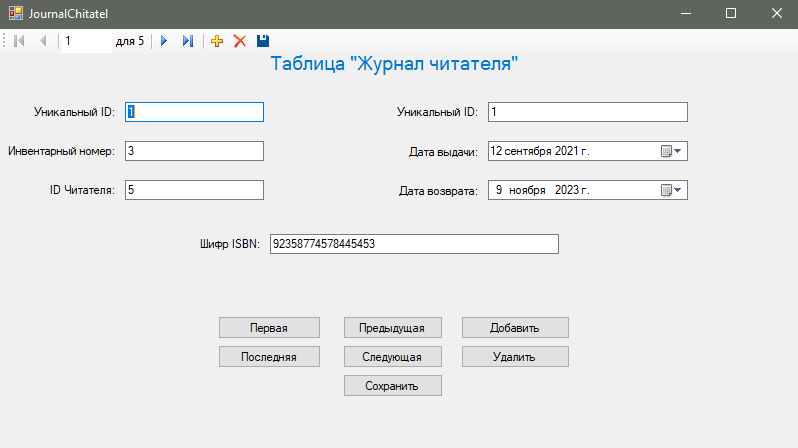 JournalChitatel
1 для 5
Таблица "Журнал читателя"
Уникальный ID: 1
Уникальный ID: 1
Инвентарный номер: 3
Дата выдачи: 12 сентября 2021 г.
ID Читателя: 5
Дата возврата: 9 ноября 2023 г.
Шифр ISBN: 92358774578445453
Первая Предыдущая Добавить
Последняя Следующая Удалить
Сохранить